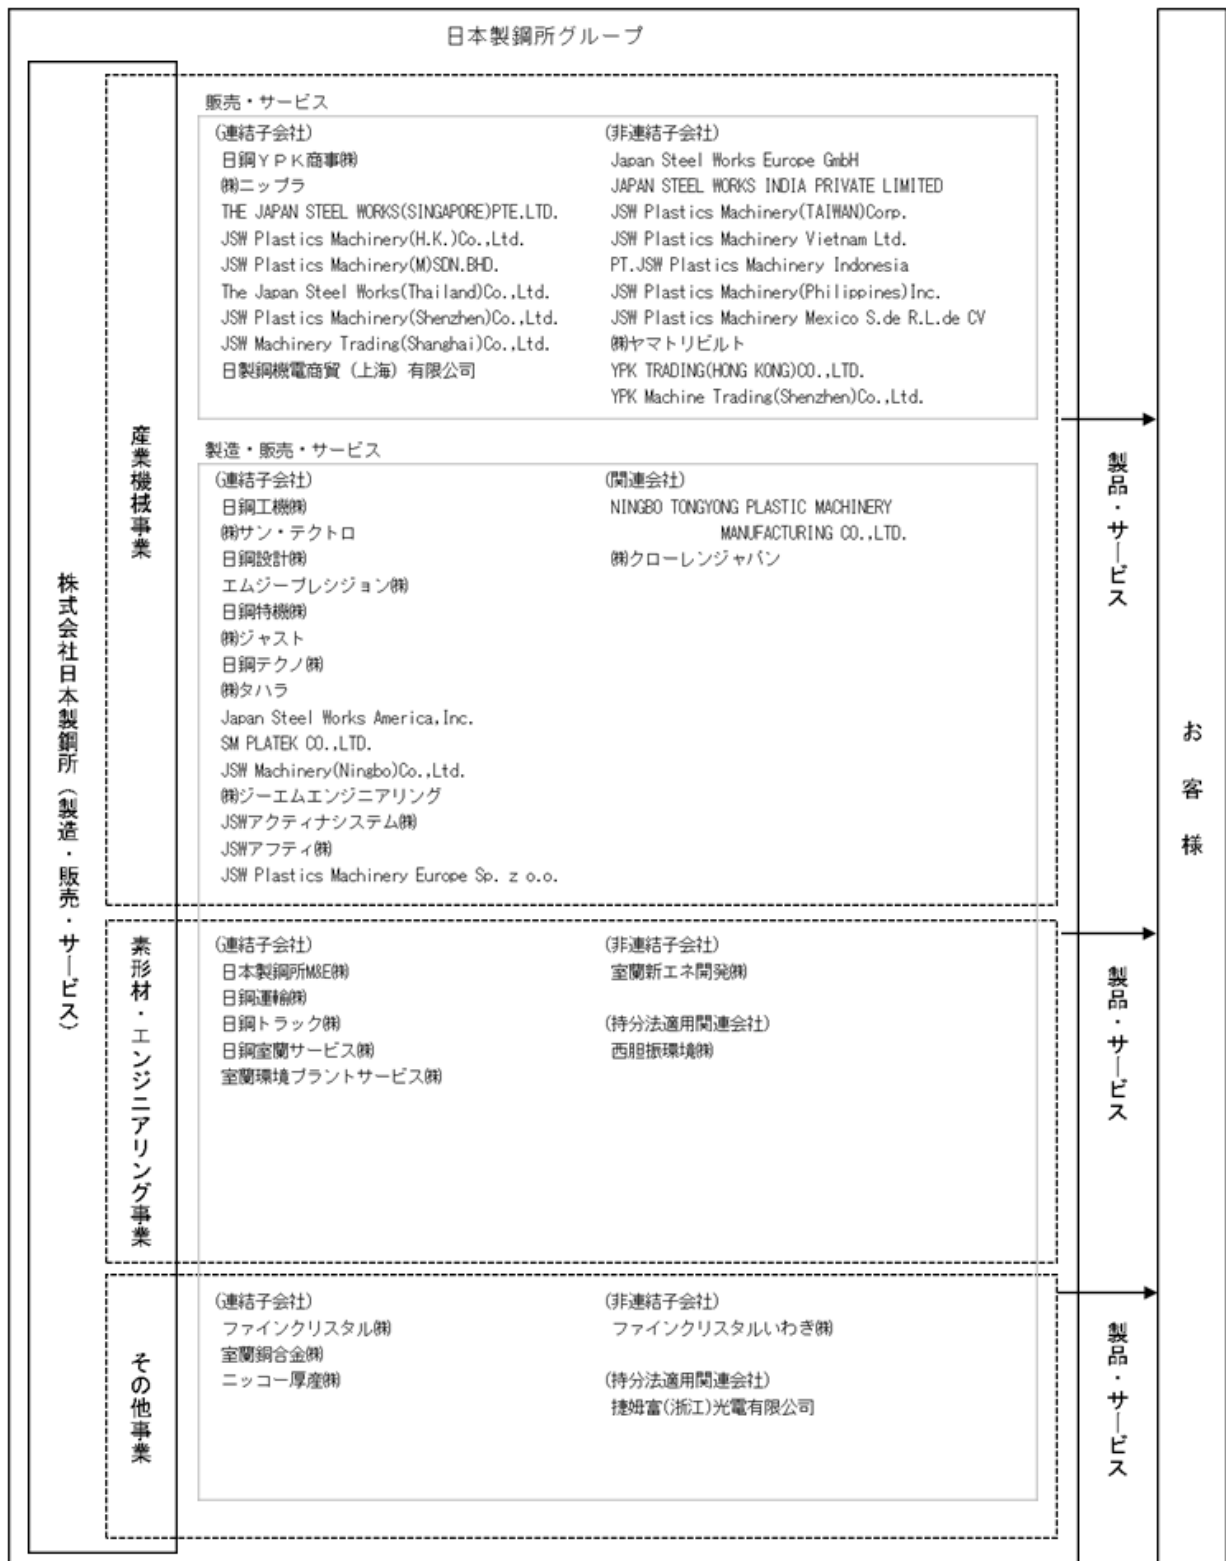 日本製鋼所グループ
株式会社日本製鋼所（製造・販売・サービス）
産業機械事業
販売・サービス
(連結子会社)
日鋼ＹＰＫ商事㈱
㈱ニップラ
THE JAPAN STEEL WORKS(SINGAPORE)PTE.LTD.
JSW Plastics Machinery(H.K.)Co.,Ltd.
JSW Plastics Machinery(M)SDN.BHD.
The Japan Steel Works(Thailand)Co.,Ltd.
JSW Plastics Machinery(Shenzhen)Co.,Ltd.
JSW Machinery Trading(Shanghai)Co.,Ltd.
日製鋼機電商貿（上海）有限公司
(非連結子会社)
Japan Steel Works Europe GmbH
JAPAN STEEL WORKS INDIA PRIVATE LIMITED
JSW Plastics Machinery(TAIWAN)Corp.
JSW Plastics Machinery Vietnam Ltd.
PT.JSW Plastics Machinery Indonesia
JSW Plastics Machinery(Philippines)Inc.
JSW Plastics Machinery Mexico S.de R.L.de CV
㈱ヤマトリビルト
YPK TRADING(HONG KONG)CO.,LTD.
YPK Machine Trading(Shenzhen)Co.,Ltd.
製造・販売・サービス
(連結子会社)
日鋼工機㈱
㈱サン・テクトロ
日鋼設計㈱
エムジープレシジョン㈱
日鋼特機㈱
㈱ジャスト
日鋼テクノ㈱
㈱タハラ
Japan Steel Works America,Inc.
SM PLATEK CO.,LTD.
JSW Machinery(Ningbo)Co.,Ltd.
㈱ジーエムエンジニアリング
JSWアクティナシステム㈱
JSWアフティ㈱
JSW Plastics Machinery Europe Sp. z o.o.
(関連会社)
NINGBO TONGYONG PLASTIC MACHINERY
MANUFACTURING CO.,LTD.
㈱クローレンジャパン
製品・サービス
素形材・エンジニアリング事業
(連結子会社)
日本製鋼所M&E㈱
日鋼運輸㈱
日鋼トラック㈱
日鋼室蘭サービス㈱
室蘭環境プラントサービス㈱
(非連結子会社)
室蘭新エネ開発㈱
(持分法適用関連会社)
西胆振環境㈱
製品・サービス
その他事業
(連結子会社)
ファインクリスタル㈱
室蘭銅合金㈱
ニッコー厚産㈱
(非連結子会社)
ファインクリスタルいわき㈱
(持分法適用関連会社)
捷姆富(浙江)光電有限公司
製品・サービス
お客様